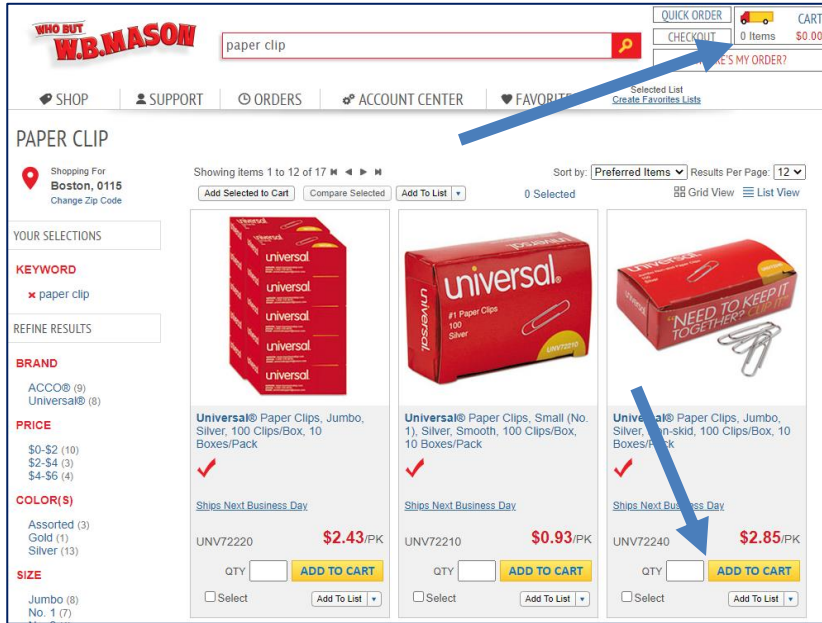 WHO BUT
W.B.MASON
paper clip
QUICK ORDER
CHECKOUT
CART
0 Items $0.00
MY ORDER?
SHOP
SUPPORT
ORDERS
ACCOUNT CENTER
Selected List
Create Favorites Lists
PAPER CLIP
Shopping For
Boston, 0115
Change Zip Code
Showing items 1 to 12 of 17
Sort by: Preferred Items Results Per Page: 12
Add Selected to Cart Compare Selected Add To List 0 Selected Grid View List View
YOUR SELECTIONS
KEYWORD
x paper clip
REFINE RESULTS
BRAND
ACCO® (9)
Universal® (8)
PRICE
$0-$2 (10)
$2-$4 (3)
$4-$6 (4)
COLOR(S)
Assorted (3)
Gold (1)
Silver (13)
SIZE
Jumbo (8)
No. 1 (7)
universal
universal
universal
universal
universal
Universal® Paper Clips, Jumbo,
Silver, 100 Clips/Box, 10
Boxes/Pack
Ships Next Business Day
UNV72220 $2.43/PK
QTY ADD TO CART
Select Add To List
universal
universal
universal®
#1 Paper Clips
100
Silver
UNV72210
Universal® Paper Clips, Small (No.
1), Silver, Smooth, 100 Clips/Box,
10 Boxes/Pack
Ships Next Business Day
UNV72210 $0.93/PK
QTY ADD TO CART
Select Add To List
universal
"NEED TO KEEP IT
TOGETHER? CLIP IT"
Paper Clips, Jumbo,
Silver, 100 Clips/Box, 10
Ships Next Day
UNV72240 $2.85/PK
QTY ADD TO CART
Select Add To List